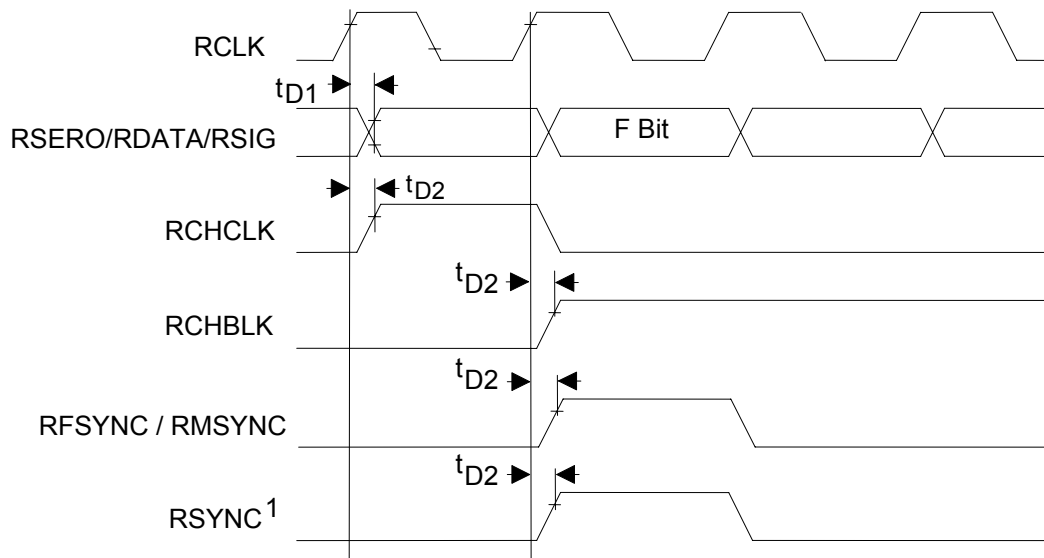 RCLK
tD1
RSERO/RDATA/RSIG
F Bit
tD2
RCHCLK
tD2
RCHBLK
tD2
RFSYNC / RMSYNC
tD2
RSYNC1